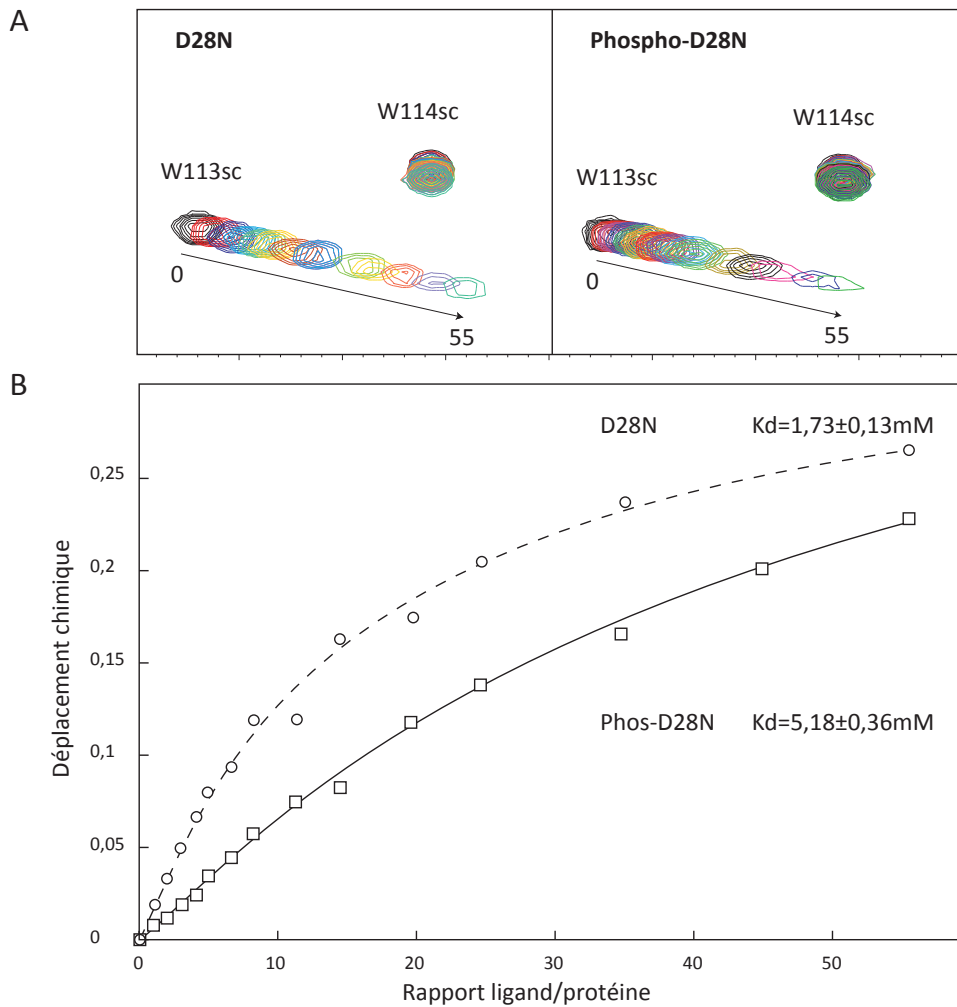 A
D28N
Phospho-D28N
W114sc
W114sc
W113sc
W113sc
0
55
0
55
B
D28N Kd=1,73±0,13mM
0,25
0,2
0,15
0,1
0,05
0
Déplacement chimique
Phos-D28N Kd=5,18±0,36mM
0 10 20 30 40 50
Rapport ligand/protéine